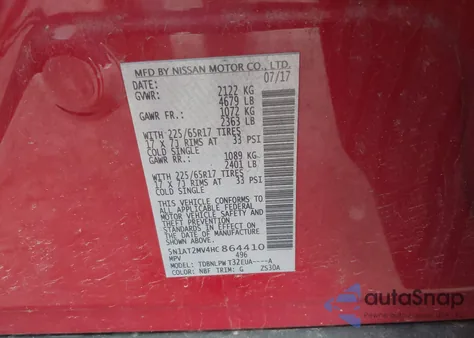 MFD BY NISSAN MOTOR CO., LTD.
DATE: 07/17
GVWR: 2122 KG
4679 LB
GAWR FR.: 1072 KG
2363 LB
WITH 225/65R17 TIRES
17 X 7J RIMS AT 33 PSI
COLD SINGLE
GAWR RR.: 1089 KG
2401 LB
WITH 225/65R17 TIRES
17 X 7J RIMS AT 33 PSI
COLD SINGLE
THIS VEHICLE CONFORMS TO
ALL APPLICABLE FEDERAL
MOTOR VEHICLE SAFETY
AND THEFT PREVENTION
STANDARDS IN EFFECT ON
THE DATE OF MANUFACTURE
SHOWN ABOVE.
5N1AT2MV4HC864410
MPV 496
MODEL: TDBNLPW T32EUA----A
COLOR: NBF TRIM: G ZS30A
autoSnap